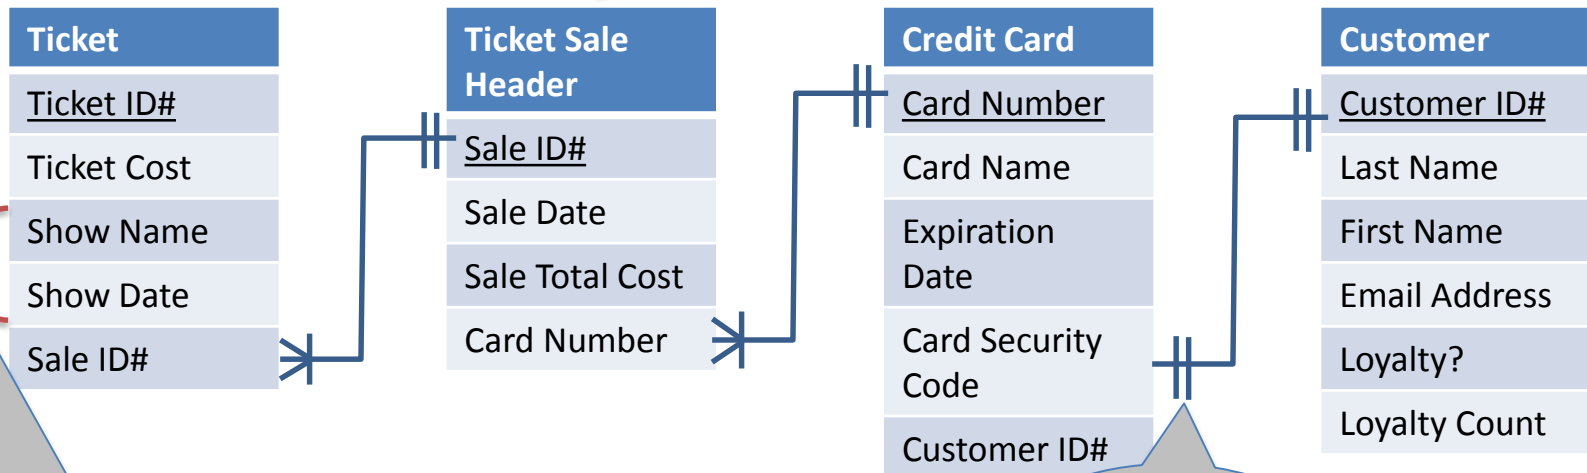 Ticket
Ticket ID#
Ticket Cost
Show Name
Show Date
Sale ID#
Ticket Sale
Header
Sale ID#
Sale Date
Sale Total Cost
Card Number
Credit Card
Card Number
Card Name
Expiration
Date
Card Security
Code
Customer ID#
Customer
Customer ID#
Last Name
First Name
Email Address
Loyalty?
Loyalty Count